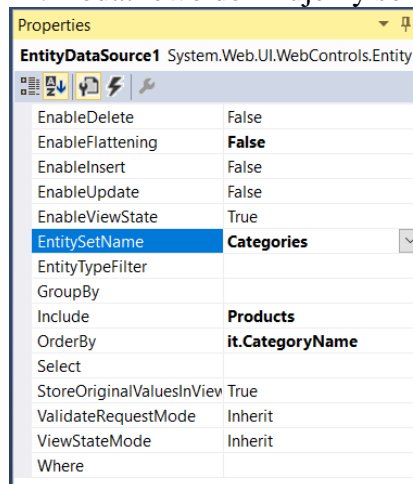 Properties
EntityDataSource1 System.Web.UI.WebControls.Entity
EnableDelete False
EnableFlattening False
EnableInsert False
EnableUpdate False
EnableViewState True
EntitySetName Categories
EntityTypeFilter
GroupBy
Include Products
OrderBy it.CategoryName
Select
StoreOriginalValuesInView True
ValidateRequestMode Inherit
ViewStateMode Inherit
Where